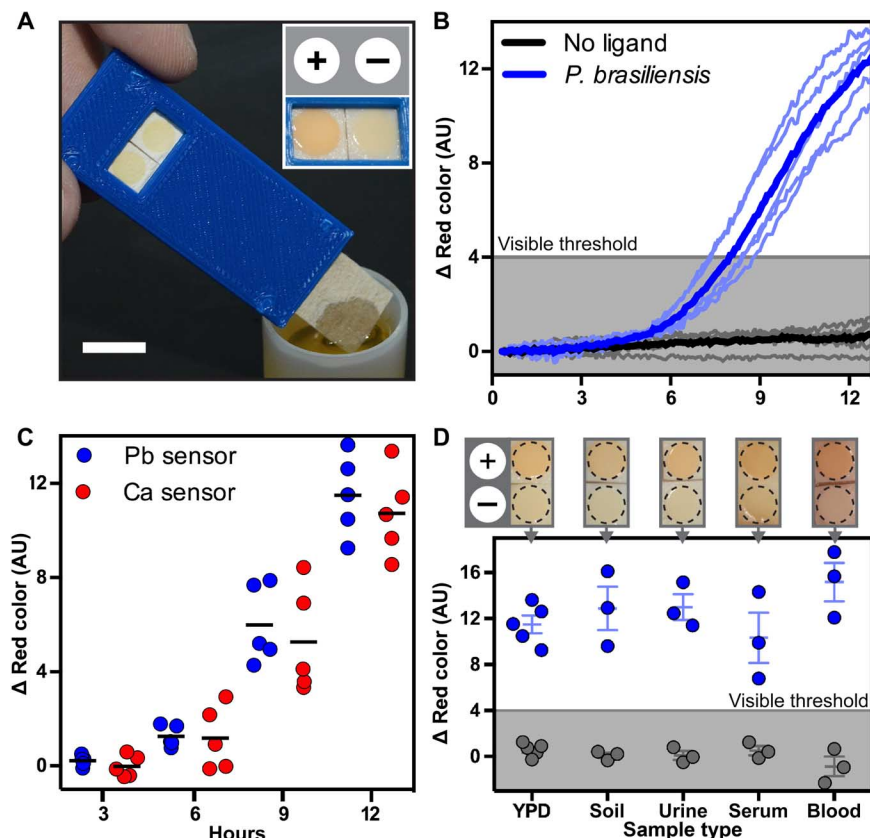 A
+ −
B
No ligand
P. brasiliensis
Δ Red color (AU)
12
8
4
0
Visible threshold
3 6 9 12
C
Pb sensor
Ca sensor
Δ Red color (AU)
12
8
4
0
3 6 9 12
Hours
D
+
−
Δ Red color (AU)
16
12
8
4
0
Visible threshold
YPD Soil Urine Serum Blood
Sample type